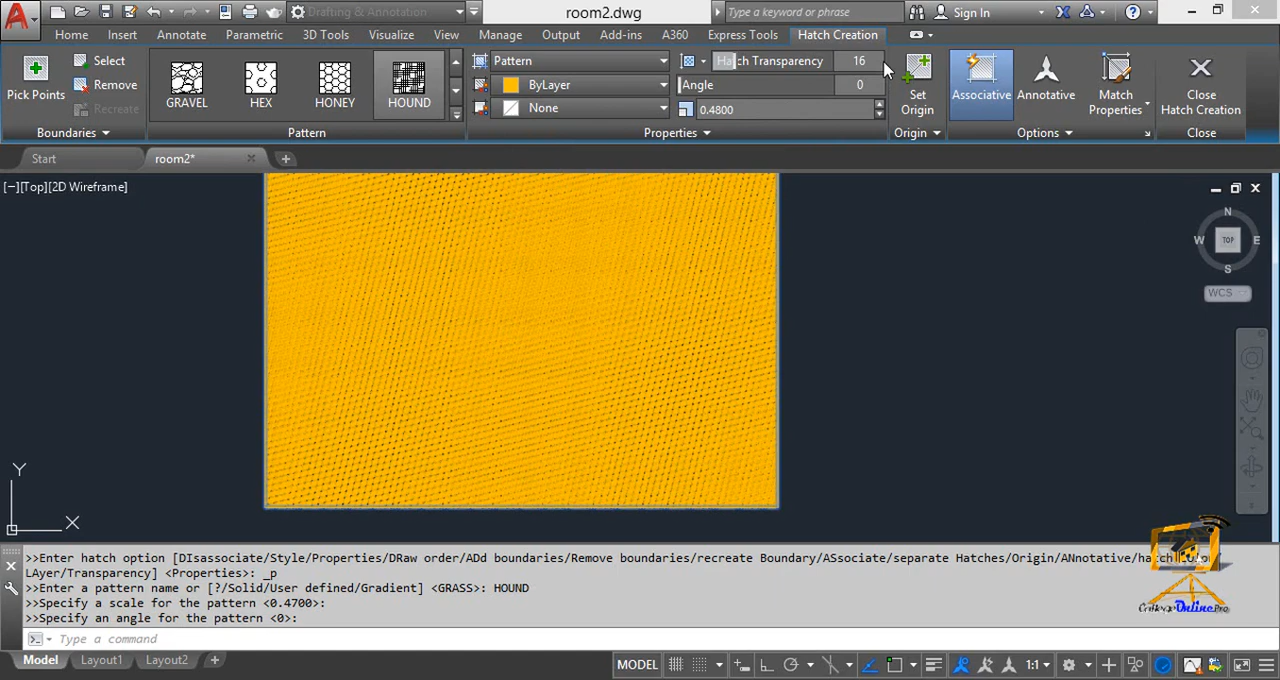 Drafting & Annotation
room2.dwg
Type a keyword or phrase
Sign In
Home Insert Annotate Parametric 3D Tools Visualize View Manage Output Add-ins A360 Express Tools Hatch Creation
Pick Points
Select
Remove
Recreate
Boundaries
GRAVEL HEX HONEY HOUND
Pattern
Pattern
ByLayer
None
Hatch Transparency 16
Angle 0
0.4800
Properties
Set Origin
Origin
Associative Annotative Match Properties
Options
Close Hatch Creation
Close
Start room2*
[−][Top][2D Wireframe]
N
W TOP E
S
WCS
Y
X
>>Enter hatch option [DIsassociate/Style/Properties/DRaw order/ADd boundaries/Remove boundaries/recreate Boundary/ASsociate/separate Hatches/Origin/ANnotative/hatch
LAyer/Transparency] <Properties>: _p
>>Enter a pattern name or [?/Solid/User defined/Gradient] <GRASS>: HOUND
>>Specify a scale for the pattern <0.4700>:
>>Specify an angle for the pattern <0>:
Type a command
College Online Pro
Model Layout1 Layout2
MODEL 1:1